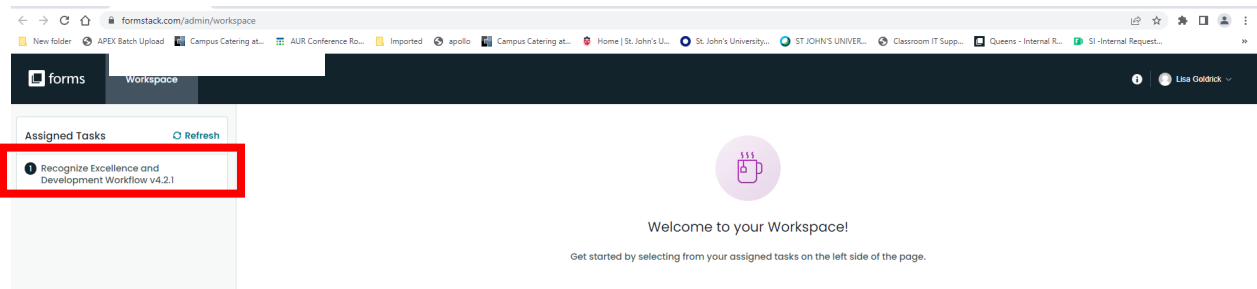 formstack.com/admin/workspace
New folder APEX Batch Upload Campus Catering at... AUR Conference Ro... Imported apollo Campus Catering at... Home | St. John's U... St. John's University... ST JOHN'S UNIVER... Classroom IT Supp... Queens - Internal R... SI -Internal Request... »
forms Workspace Lisa Goldrick
Assigned Tasks Refresh
1 Recognize Excellence and
Development Workflow v4.2.1
Welcome to your Workspace!
Get started by selecting from your assigned tasks on the left side of the page.